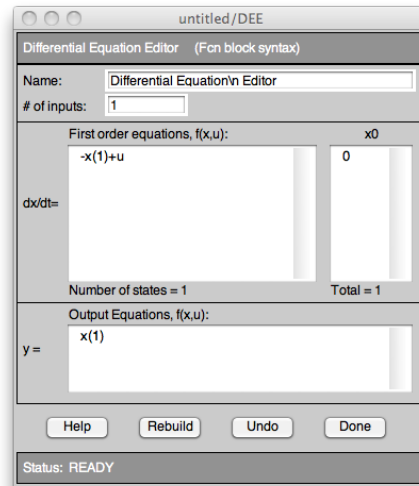 untitled/DEE
Differential Equation Editor (Fcn block syntax)
Name: Differential Equation\n Editor
# of inputs: 1
First order equations, f(x,u): x0
dx/dt= -x(1)+u 0
Number of states = 1 Total = 1
Output Equations, f(x,u):
y = x(1)
Help Rebuild Undo Done
Status: READY